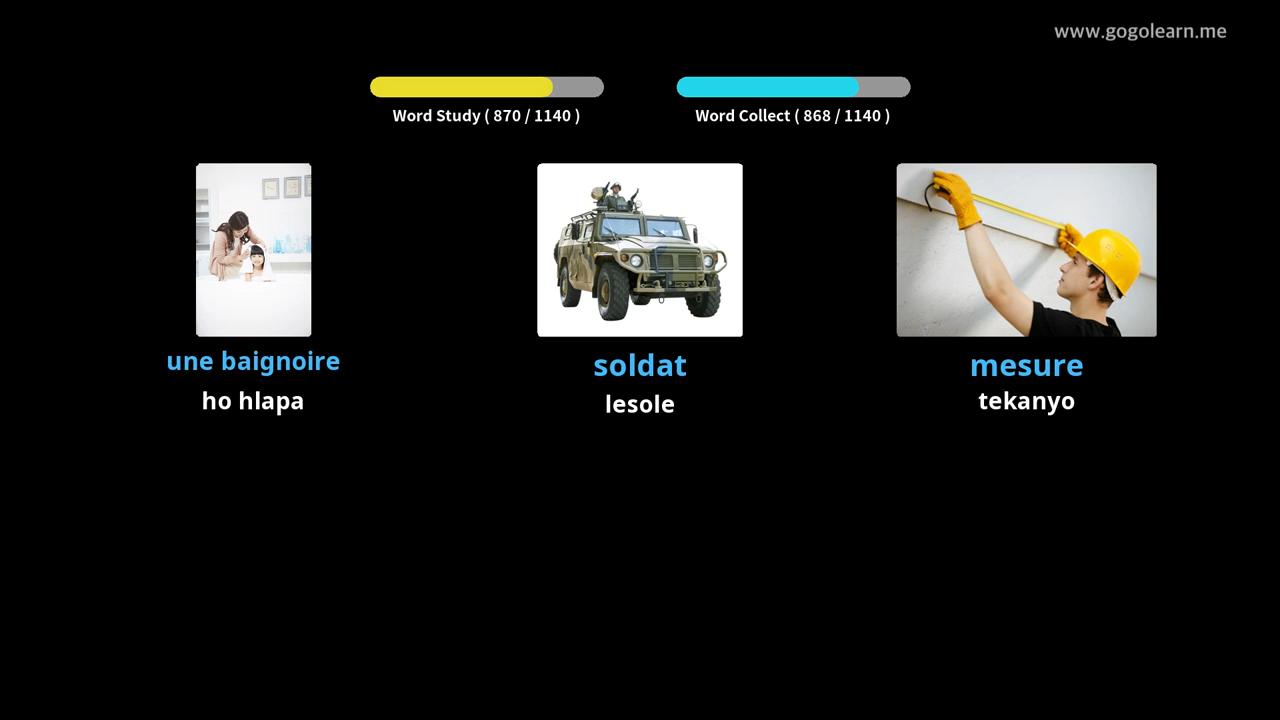 www.gogolearn.me
Word Study ( 870 / 1140 )
Word Collect ( 868 / 1140 )
une baignoire
ho hlapa
soldat
lesole
mesure
tekanyo